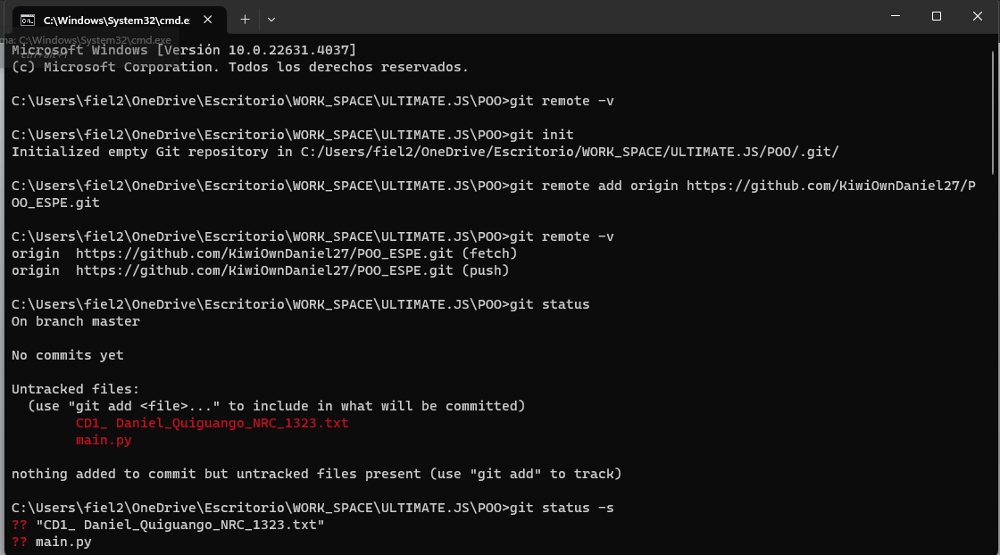 C:\Windows\System32\cmd.e
ma: C:\Windows\System32\cmd.exe
Microsoft Windows [Versión 10.0.22631.4037]
(c) Microsoft Corporation. Todos los derechos reservados.
C:\Users\fiel2\OneDrive\Escritorio\WORK_SPACE\ULTIMATE.JS\POO>git remote -v
C:\Users\fiel2\OneDrive\Escritorio\WORK_SPACE\ULTIMATE.JS\POO>git init
Initialized empty Git repository in C:/Users/fiel2/OneDrive/Escritorio/WORK_SPACE/ULTIMATE.JS/POO/.git/
C:\Users\fiel2\OneDrive\Escritorio\WORK_SPACE\ULTIMATE.JS\POO>git remote add origin https://github.com/KiwiOwnDaniel27/P
OO_ESPE.git
C:\Users\fiel2\OneDrive\Escritorio\WORK_SPACE\ULTIMATE.JS\POO>git remote -v
origin  https://github.com/KiwiOwnDaniel27/POO_ESPE.git (fetch)
origin  https://github.com/KiwiOwnDaniel27/POO_ESPE.git (push)
C:\Users\fiel2\OneDrive\Escritorio\WORK_SPACE\ULTIMATE.JS\POO>git status
On branch master
No commits yet
Untracked files:
  (use "git add <file>..." to include in what will be committed)
        CD1_ Daniel_Quiguango_NRC_1323.txt
        main.py
nothing added to commit but untracked files present (use "git add" to track)
C:\Users\fiel2\OneDrive\Escritorio\WORK_SPACE\ULTIMATE.JS\POO>git status -s
?? "CD1_ Daniel_Quiguango_NRC_1323.txt"
?? main.py